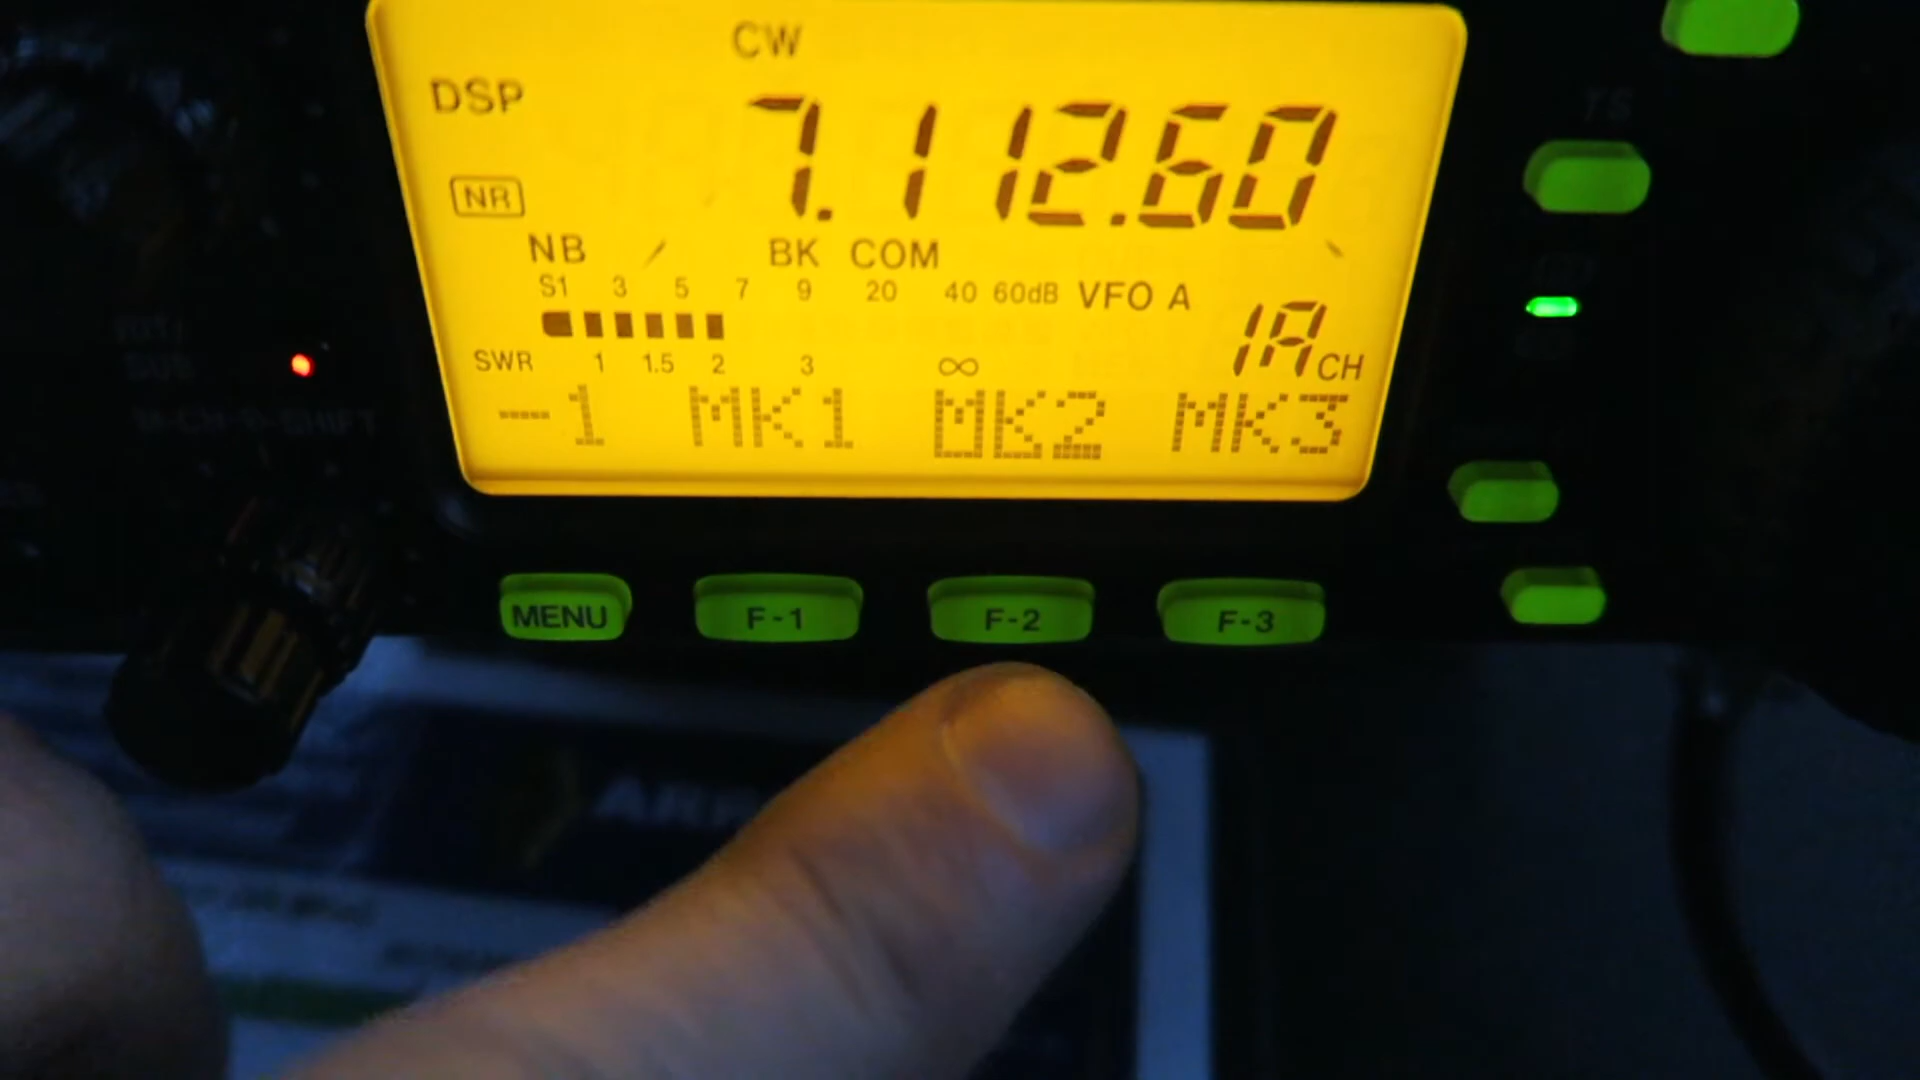 CW
DSP
7.112.60
TS
NR
NB BK COM
S1 3 5 7 9 20 40 60dB VFO A
1A CH
SWR 1 1.5 2 3 ∞
--1 MK1 MK2 MK3
MENU F-1 F-2 F-3